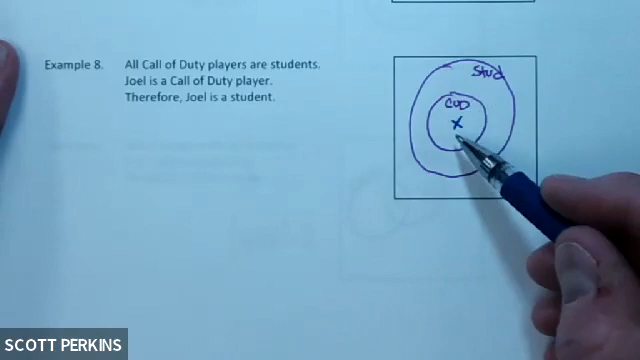 Example 8. All Call of Duty players are students.
Joel is a Call of Duty player.
Therefore, Joel is a student.
Stud
COD
X
SCOTT PERKINS